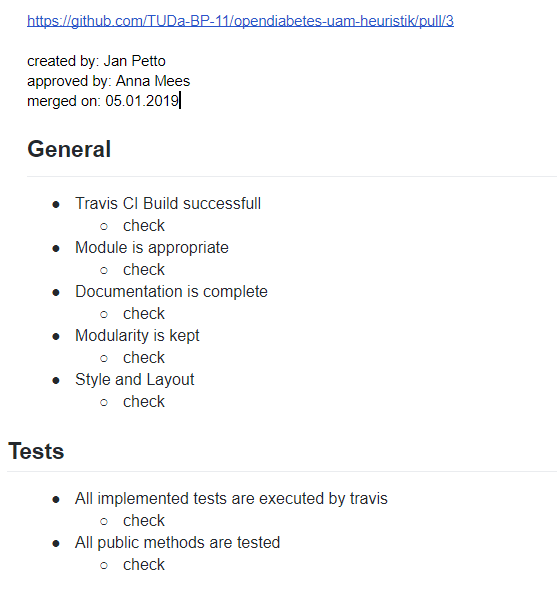 https://github.com/TUDa-BP-11/opendiabetes-uam-heuristik/pull/3
created by: Jan Petto
approved by: Anna Mees
merged on: 05.01.2019
General
● Travis CI Build successfull
○ check
● Module is appropriate
○ check
● Documentation is complete
○ check
● Modularity is kept
○ check
● Style and Layout
○ check
Tests
● All implemented tests are executed by travis
○ check
● All public methods are tested
○ check